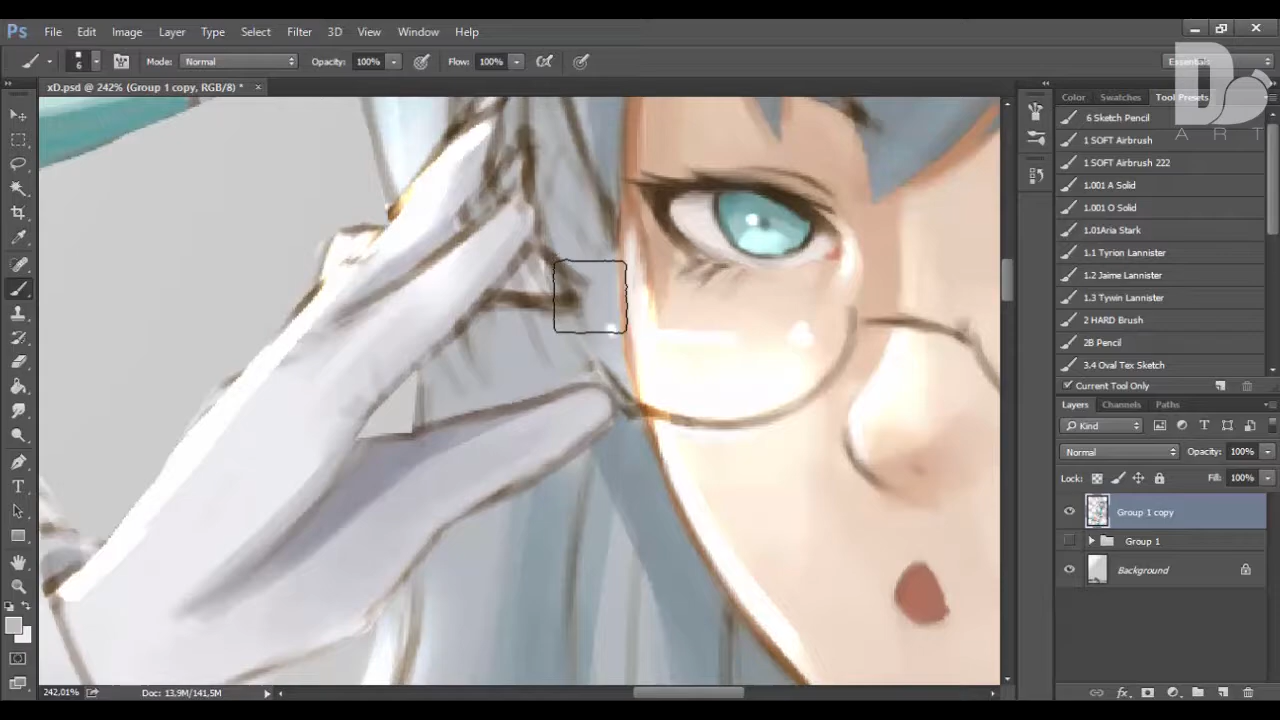 Ps File Edit Image Layer Type Select Filter 3D View Window Help
6 Mode: Normal Opacity: 100% Flow: 100% Essentials
D
A R T
xD.psd @ 242% (Group 1 copy, RGB/8) *
Color Swatches Tool Presets
6 Sketch Pencil
1 SOFT Airbrush
1 SOFT Airbrush 222
1.001 A Solid
1.001 O Solid
1.01Aria Stark
1.1 Tyrion Lannister
1.2 Jaime Lannister
1.3 Tywin Lannister
2 HARD Brush
2B Pencil
3.4 Oval Tex Sketch
Current Tool Only
Layers Channels Paths
Kind
Normal Opacity: 100%
Lock: Fill: 100%
Group 1 copy
Group 1
Background
242,01% Doc: 13,9M/141,5M